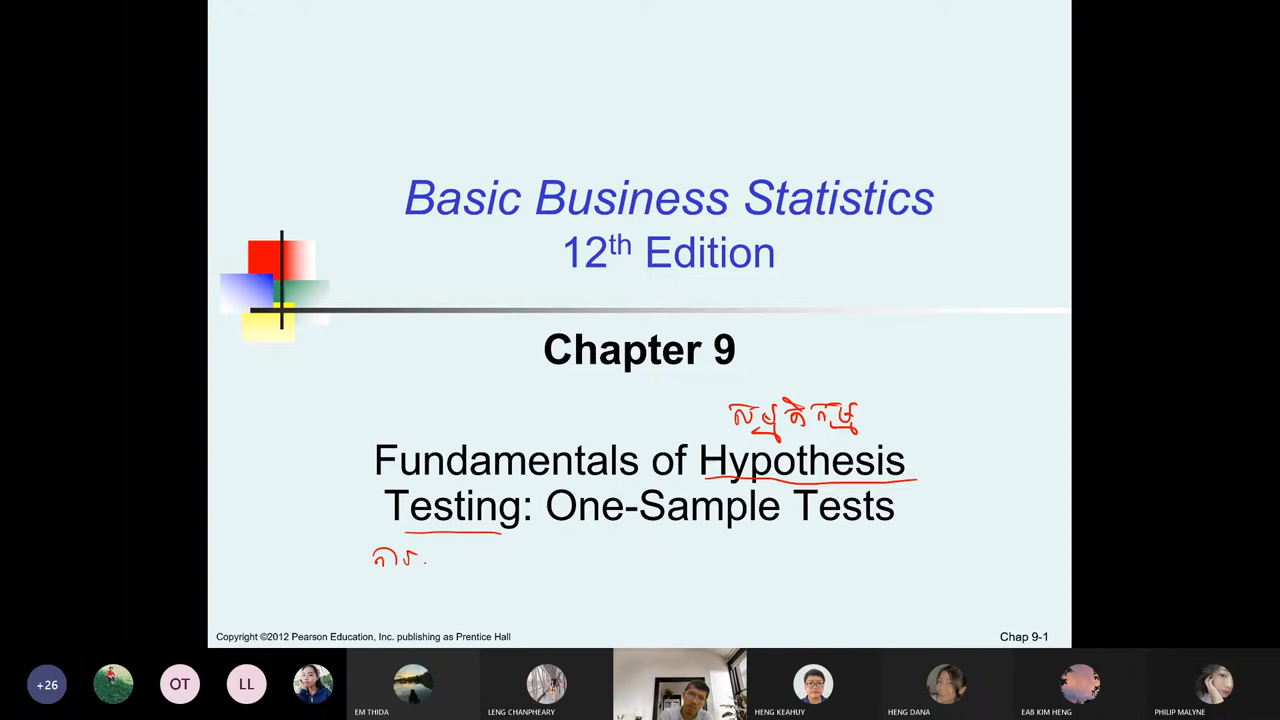 Basic Business Statistics
12th Edition
Chapter 9
សម្មតិកម្ម
Fundamentals of Hypothesis
Testing: One-Sample Tests
ការ
Copyright ©2012 Pearson Education, Inc. publishing as Prentice Hall
Chap 9-1
+26
OT
LL
EM THIDA
LENG CHANPHEARY
HENG KEAHUY
HENG DANA
EAB KIM HENG
PHILIP MALYNE